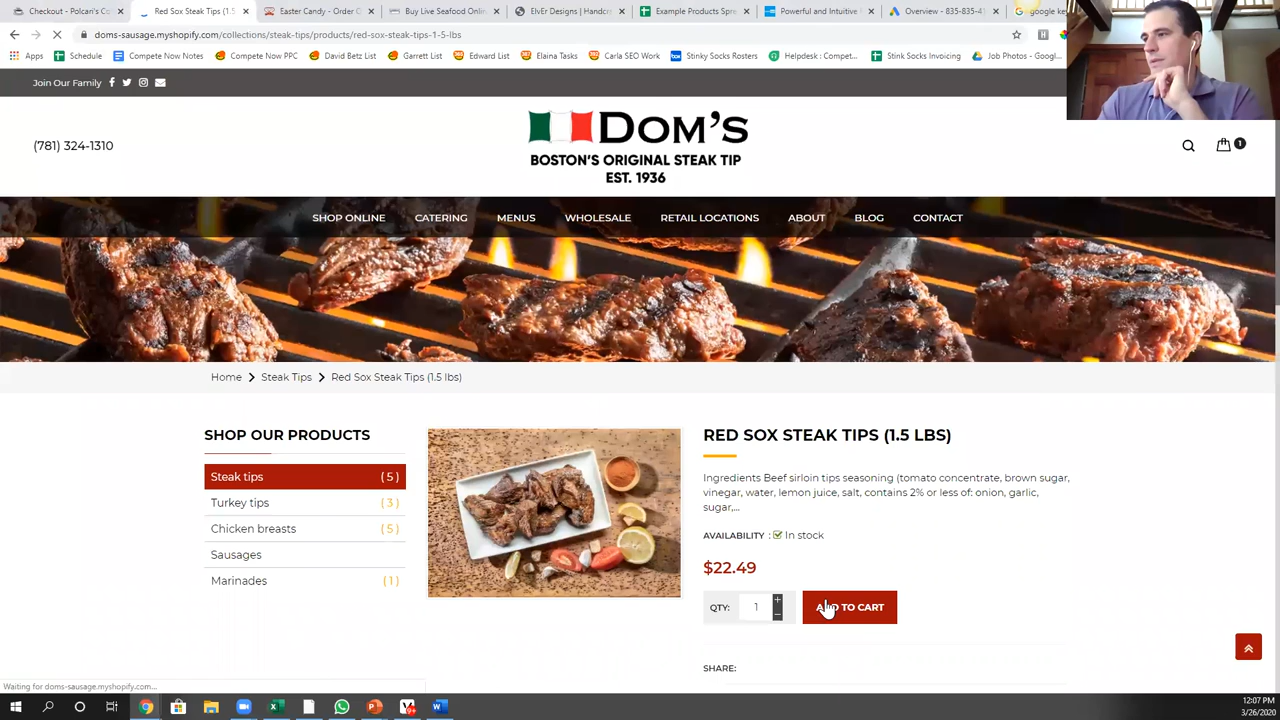 Checkout - Polcari's Co
Red Sox Steak Tips (1.5
Easter Candy - Order C
Buy Live Seafood Onlin
ElvEr Designs | Handcr
Example Products Spre
Powerful and Intuitive
Overview - 835-835-41
google ke
doms-sausage.myshopify.com/collections/steak-tips/products/red-sox-steak-tips-1-5-lbs
Apps Schedule Compete Now Notes Compete Now PPC David Betz List Garrett List Edward List Elaina Tasks Carla SEO Work Stinky Socks Rosters Helpdesk : Compet... Stink Socks Invoicing Job Photos - Googl...
Join Our Family
(781) 324-1310
DOM'S
BOSTON'S ORIGINAL STEAK TIP
EST. 1936
1
SHOP ONLINE CATERING MENUS WHOLESALE RETAIL LOCATIONS ABOUT BLOG CONTACT
Home Steak Tips Red Sox Steak Tips (1.5 lbs)
SHOP OUR PRODUCTS
Steak tips ( 5 )
Turkey tips ( 3 )
Chicken breasts ( 5 )
Sausages
Marinades ( 1 )
RED SOX STEAK TIPS (1.5 LBS)
Ingredients Beef sirloin tips seasoning (tomato concentrate, brown sugar,
vinegar, water, lemon juice, salt, contains 2% or less of: onion, garlic,
sugar,...
AVAILABILITY : In stock
$22.49
QTY: 1 + - ADD TO CART
SHARE:
Waiting for doms-sausage.myshopify.com...
12:07 PM
3/26/2020